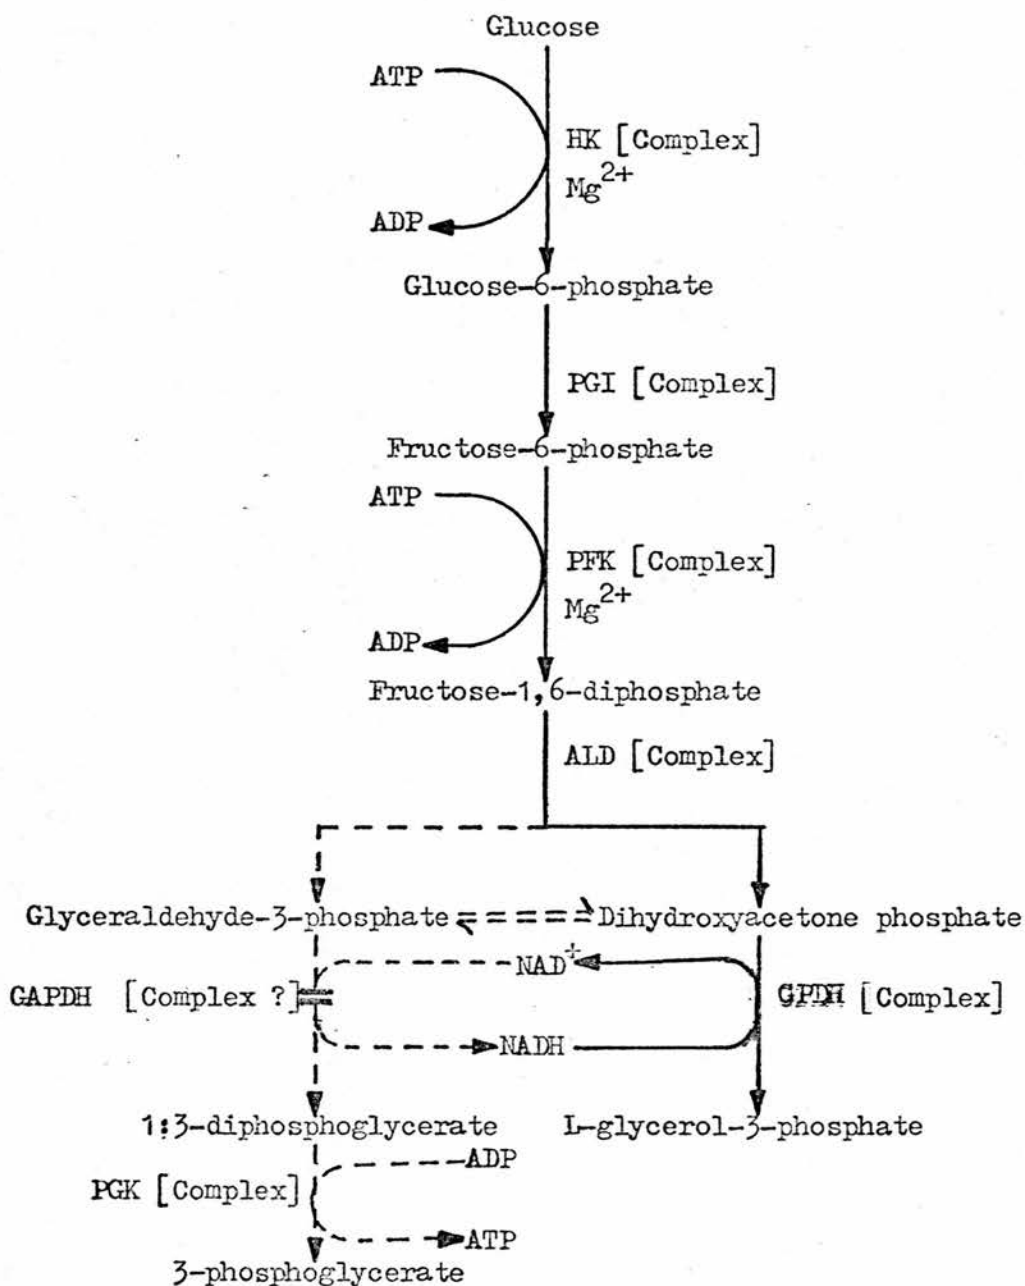 Glucose
ATP
HK [Complex]
Mg2+
ADP
Glucose-6-phosphate
PGI [Complex]
Fructose-6-phosphate
ATP
PFK [Complex]
Mg2+
ADP
Fructose-1,6-diphosphate
ALD [Complex]
Glyceraldehyde-3-phosphate
Dihydroxyacetone phosphate
NAD+
GAPDH [Complex ?]
GPDH [Complex]
NADH
1:3-diphosphoglycerate
L-glycerol-3-phosphate
ADP
PGK [Complex]
ATP
3-phosphoglycerate